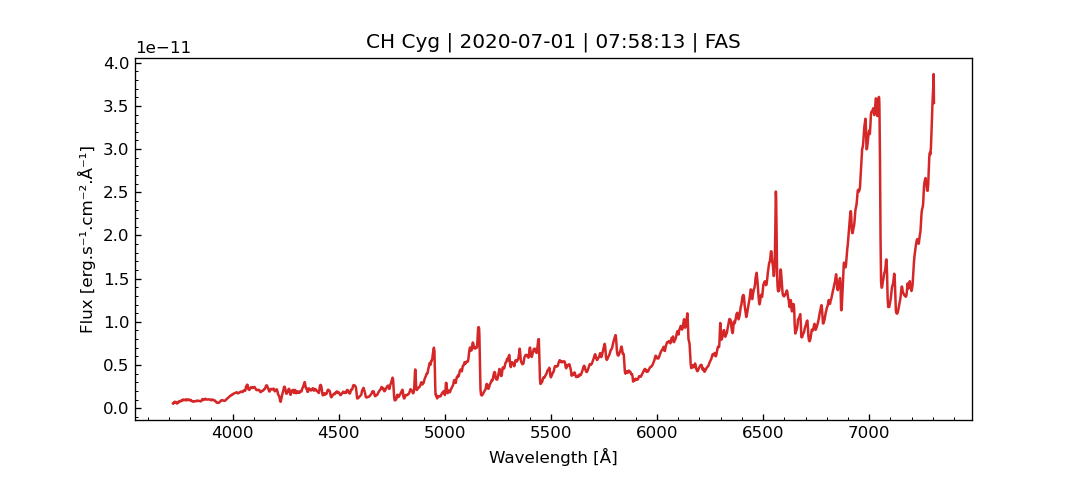 CH Cyg | 2020-07-01 | 07:58:13 | FAS
1e−11
4.0
3.5
3.0
2.5
2.0
1.5
1.0
0.5
0.0
Flux [erg.s⁻¹.cm⁻².Å⁻¹]
4000 4500 5000 5500 6000 6500 7000
Wavelength [Å]